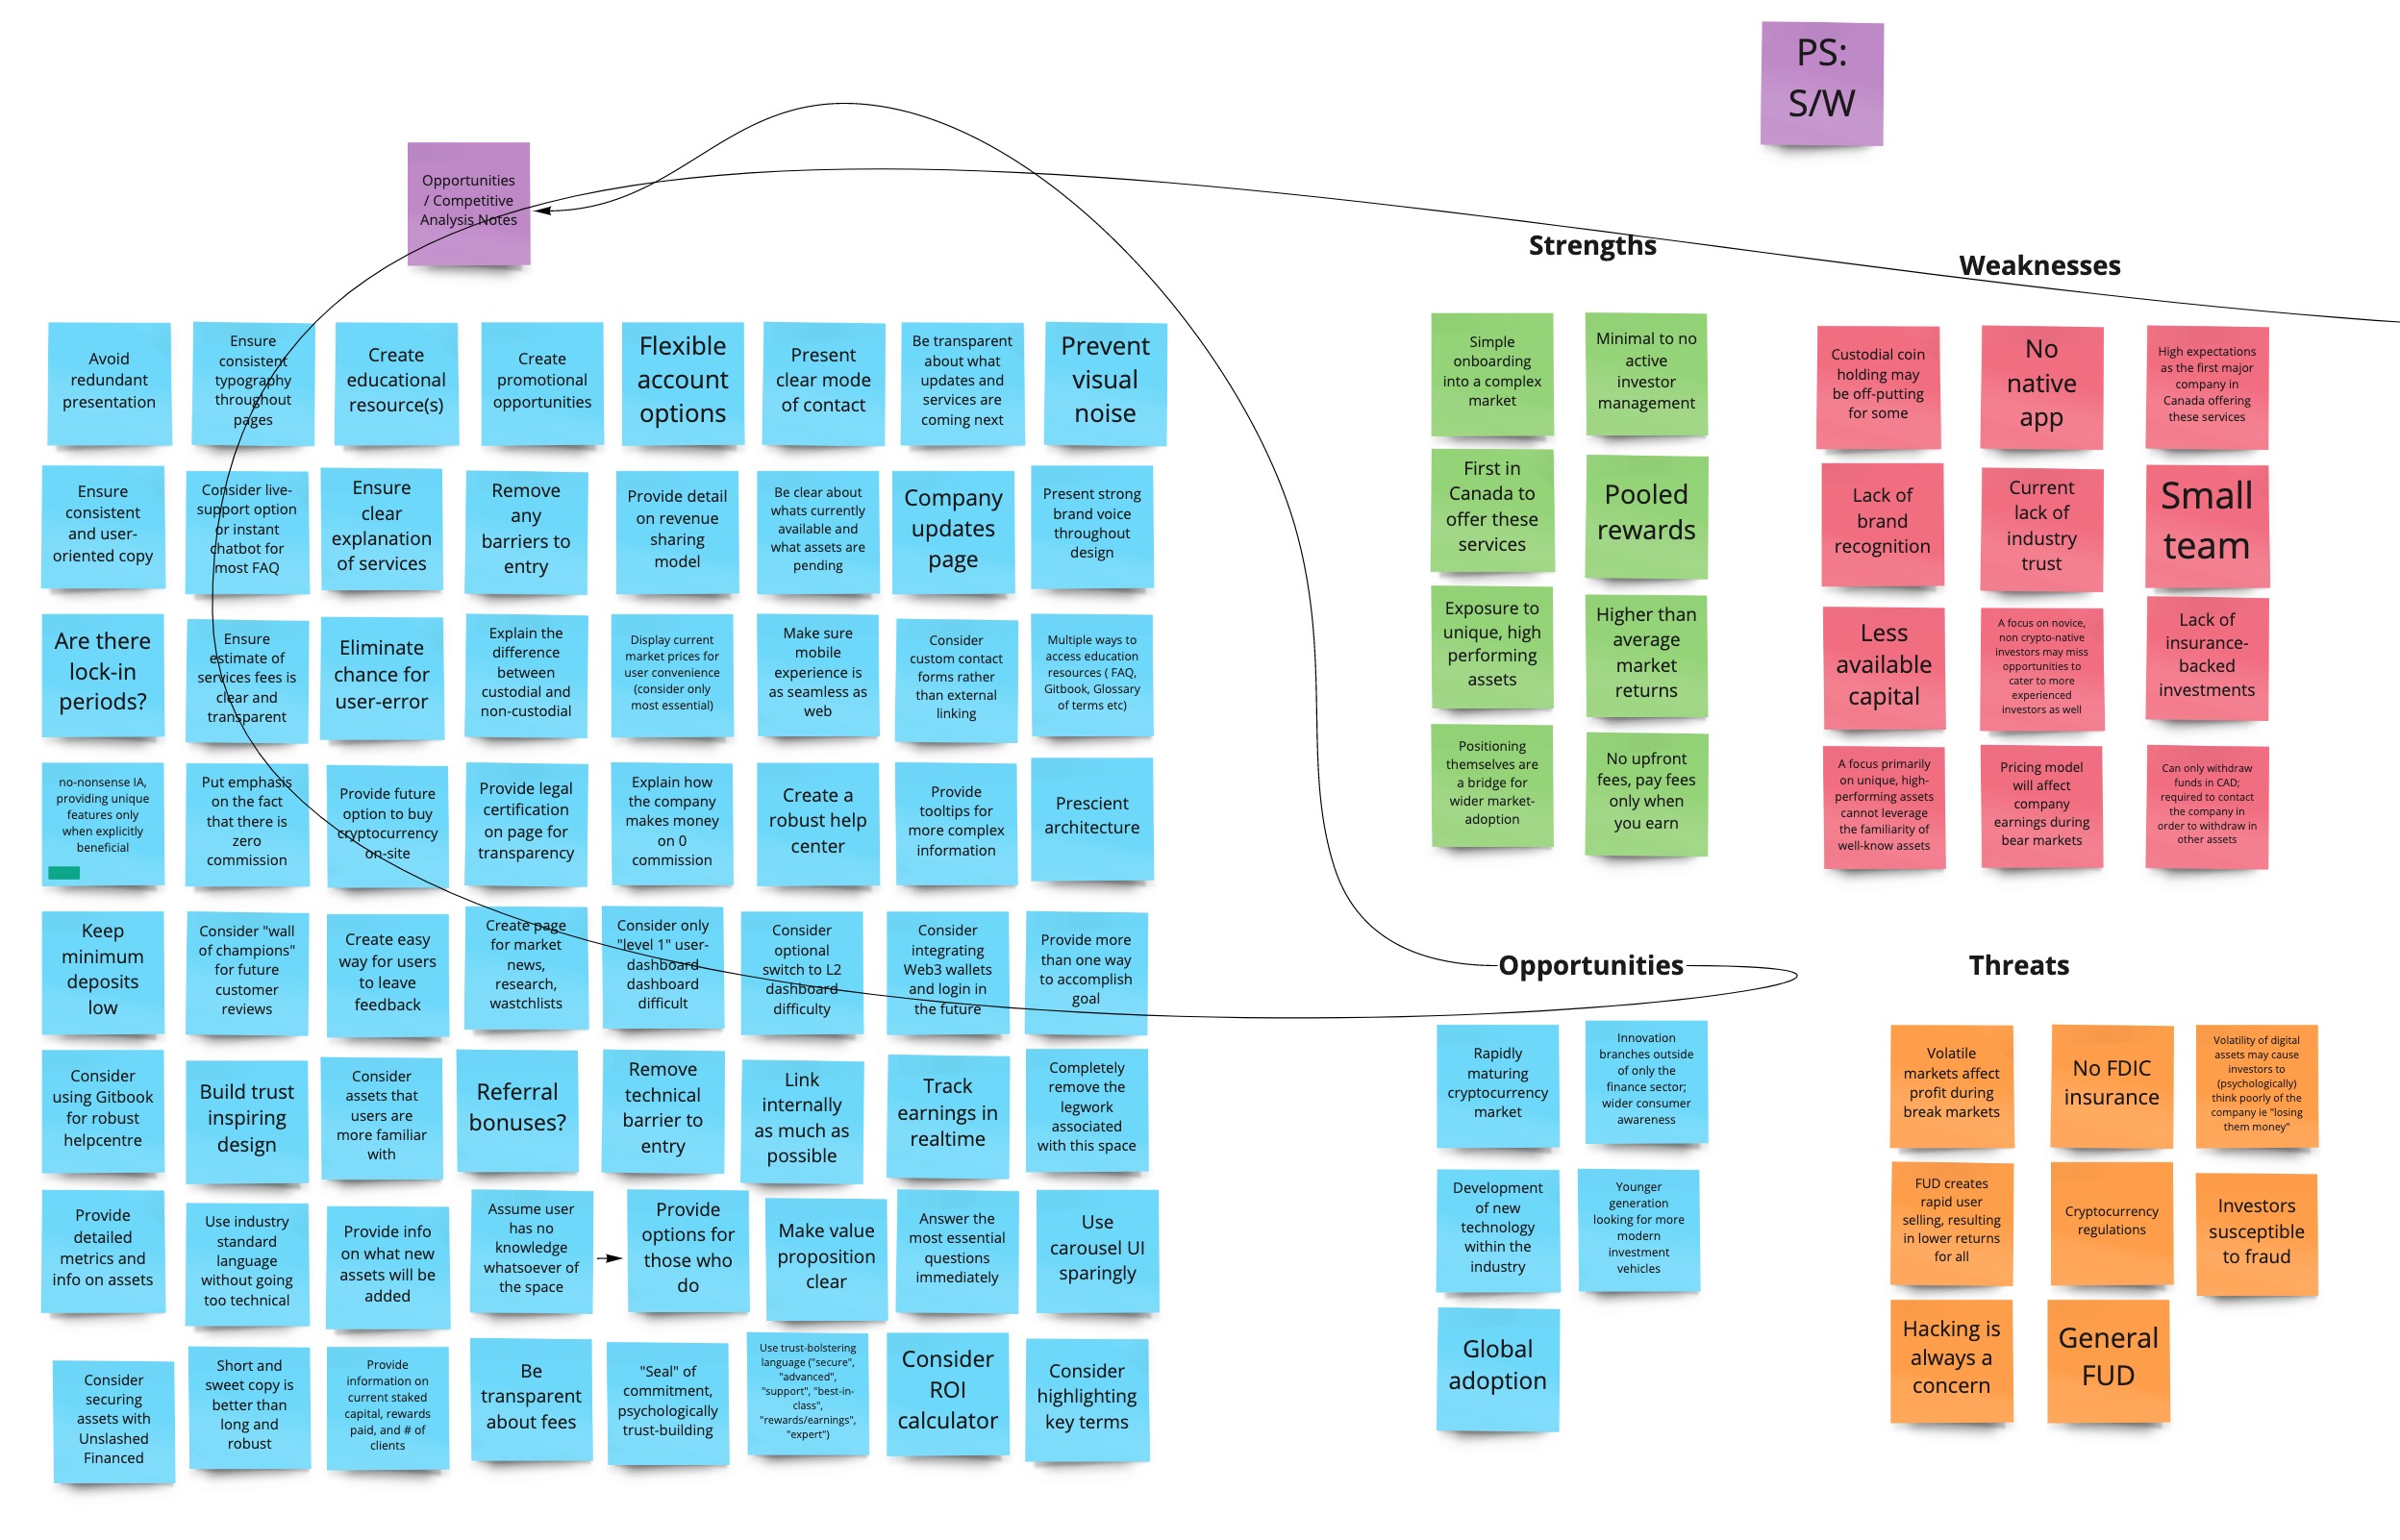 PS:
S/W
Opportunities
/ Competitive
Analysis Notes
Avoid
redundant
presentation
Ensure
consistent
typography
throughout
pages
Create
educational
resource(s)
Create
promotional
opportunities
Flexible
account
options
Present
clear mode
of contact
Be transparent
about what
updates and
services are
coming next
Prevent
visual
noise
Ensure
consistent
and user-
oriented copy
Consider live-
support option
or instant
chatbot for
most FAQ
Ensure
clear
explanation
of services
Remove
any
barriers to
entry
Provide detail
on revenue
sharing
model
Be clear about
whats currently
available and
what assets are
pending
Company
updates
page
Present strong
brand voice
throughout
design
Are there
lock-in
periods?
Ensure
estimate of
services fees is
clear and
transparent
Eliminate
chance for
user-error
Explain the
difference
between
custodial and
non-custodial
Display current
market prices for
user convenience
(consider only
most essential)
Make sure
mobile
experience is
as seamless as
web
Consider
custom contact
forms rather
than external
linking
Multiple ways to
access education
resources ( FAQ,
Gitbook, Glossary
of terms etc)
no-nonsense IA,
providing unique
features only
when explicitly
beneficial
Put emphasis
on the fact
that there is
zero
commission
Provide future
option to buy
cryptocurrency
on-site
Provide legal
certification
on page for
transparency
Explain how
the company
makes money
on 0
commission
Create a
robust help
center
Provide
tooltips for
more complex
information
Prescient
architecture
Keep
minimum
deposits
low
Consider "wall
of champions"
for future
customer
reviews
Create easy
way for users
to leave
feedback
Create page
for market
news,
research,
wastchlists
Consider only
"level 1" user-
dashboard
dashboard
difficult
Consider
optional
switch to L2
dashboard
difficulty
Consider
integrating
Web3 wallets
and login in
the future
Provide more
than one way
to accomplish
goal
Consider
using Gitbook
for robust
helpcentre
Build trust
inspiring
design
Consider
assets that
users are
more familiar
with
Referral
bonuses?
Remove
technical
barrier to
entry
Link
internally
as much as
possible
Track
earnings in
realtime
Completely
remove the
legwork
associated
with this space
Provide
detailed
metrics and
info on assets
Use industry
standard
language
without going
too technical
Provide info
on what new
assets will be
added
Assume user
has no
knowledge
whatsoever of
the space
Provide
options for
those who
do
Make value
proposition
clear
Answer the
most essential
questions
immediately
Use
carousel UI
sparingly
Consider
securing
assets with
Unslashed
Financed
Short and
sweet copy is
better than
long and
robust
Provide
information on
current staked
capital, rewards
paid, and # of
clients
Be
transparent
about fees
"Seal" of
commitment,
psychologically
trust-building
Use trust-bolstering
language ("secure",
"advanced",
"support", "best-in-
class",
"rewards/earnings",
"expert")
Consider
ROI
calculator
Consider
highlighting
key terms
Strengths
Simple
onboarding
into a complex
market
Minimal to no
active
investor
management
First in
Canada to
offer these
services
Pooled
rewards
Exposure to
unique, high
performing
assets
Higher than
average
market
returns
Positioning
themselves are
a bridge for
wider market-
adoption
No upfront
fees, pay fees
only when
you earn
Weaknesses
Custodial coin
holding may
be off-putting
for some
No
native
app
High expectations
as the first major
company in
Canada offering
these services
Lack of
brand
recognition
Current
lack of
industry
trust
Small
team
Less
available
capital
A focus on novice,
non crypto-native
investors may miss
opportunities to
cater to more
experienced
investors as well
Lack of
insurance-
backed
investments
A focus primarily
on unique, high-
performing assets
cannot leverage
the familiarity of
well-know assets
Pricing model
will affect
company
earnings during
bear markets
Can only withdraw
funds in CAD;
required to contact
the company in
order to withdraw in
other assets
Opportunities
Rapidly
maturing
cryptocurrency
market
Innovation
branches outside
of only the
finance sector;
wider consumer
awareness
Development
of new
technology
within the
industry
Younger
generation
looking for more
modern
investment
vehicles
Global
adoption
Threats
Volatile
markets affect
profit during
break markets
No FDIC
insurance
Volatility of digital
assets may cause
investors to
(psychologically)
think poorly of the
company ie "losing
them money"
FUD creates
rapid user
selling, resulting
in lower returns
for all
Cryptocurrency
regulations
Investors
susceptible
to fraud
Hacking is
always a
concern
General
FUD